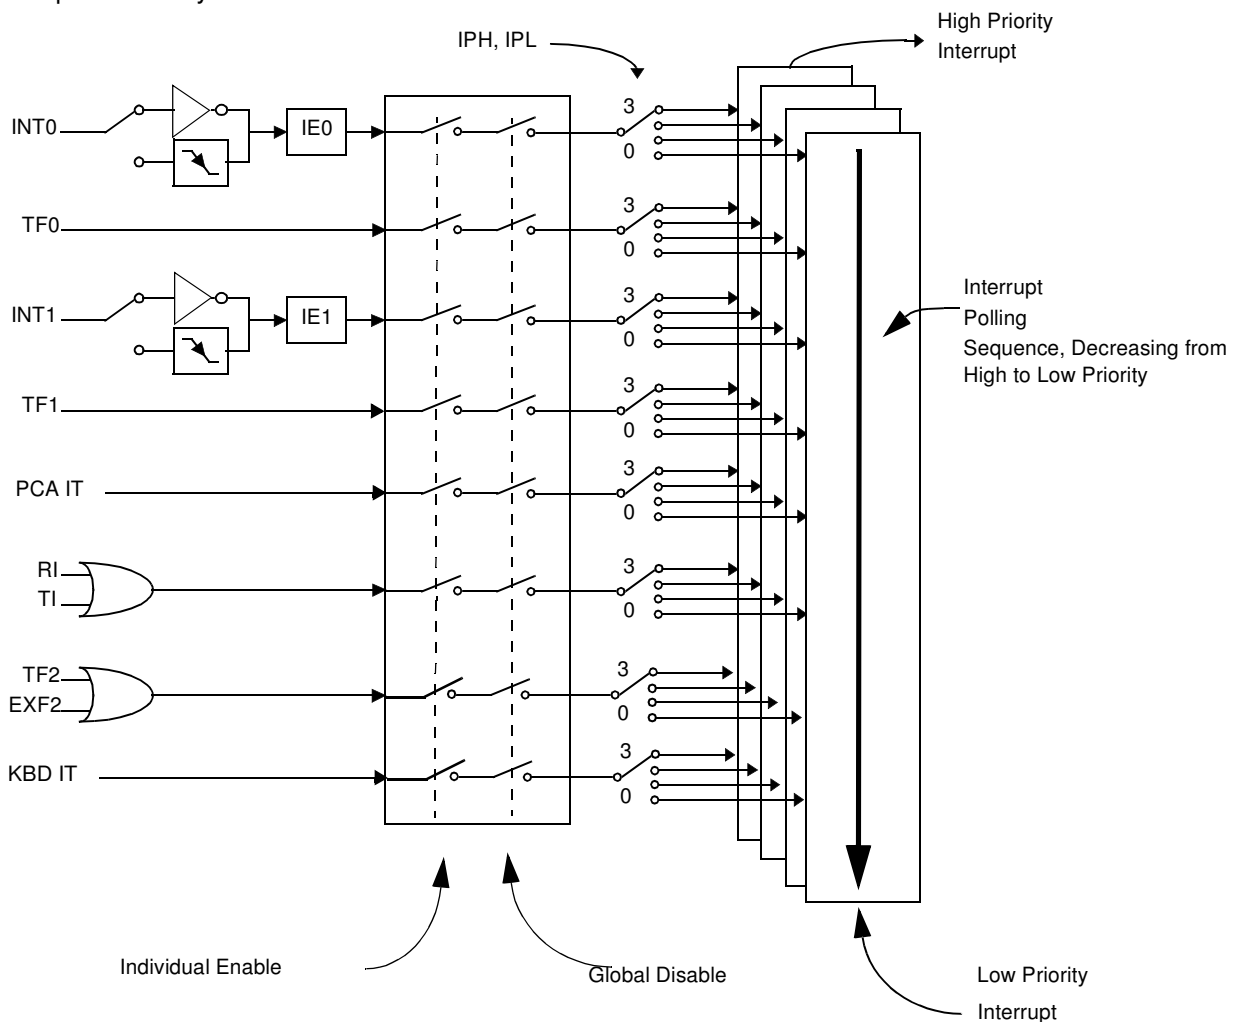 High Priority
Interrupt
IPH, IPL
3
INT0
IE0
0
3
TF0
0
3
INT1
IE1
0
Interrupt
Polling
Sequence, Decreasing from
High to Low Priority
3
TF1
0
3
PCA IT
0
3
RI
TI
0
3
TF2
EXF2
0
3
KBD IT
0
Individual Enable
Global Disable
Low Priority
Interrupt